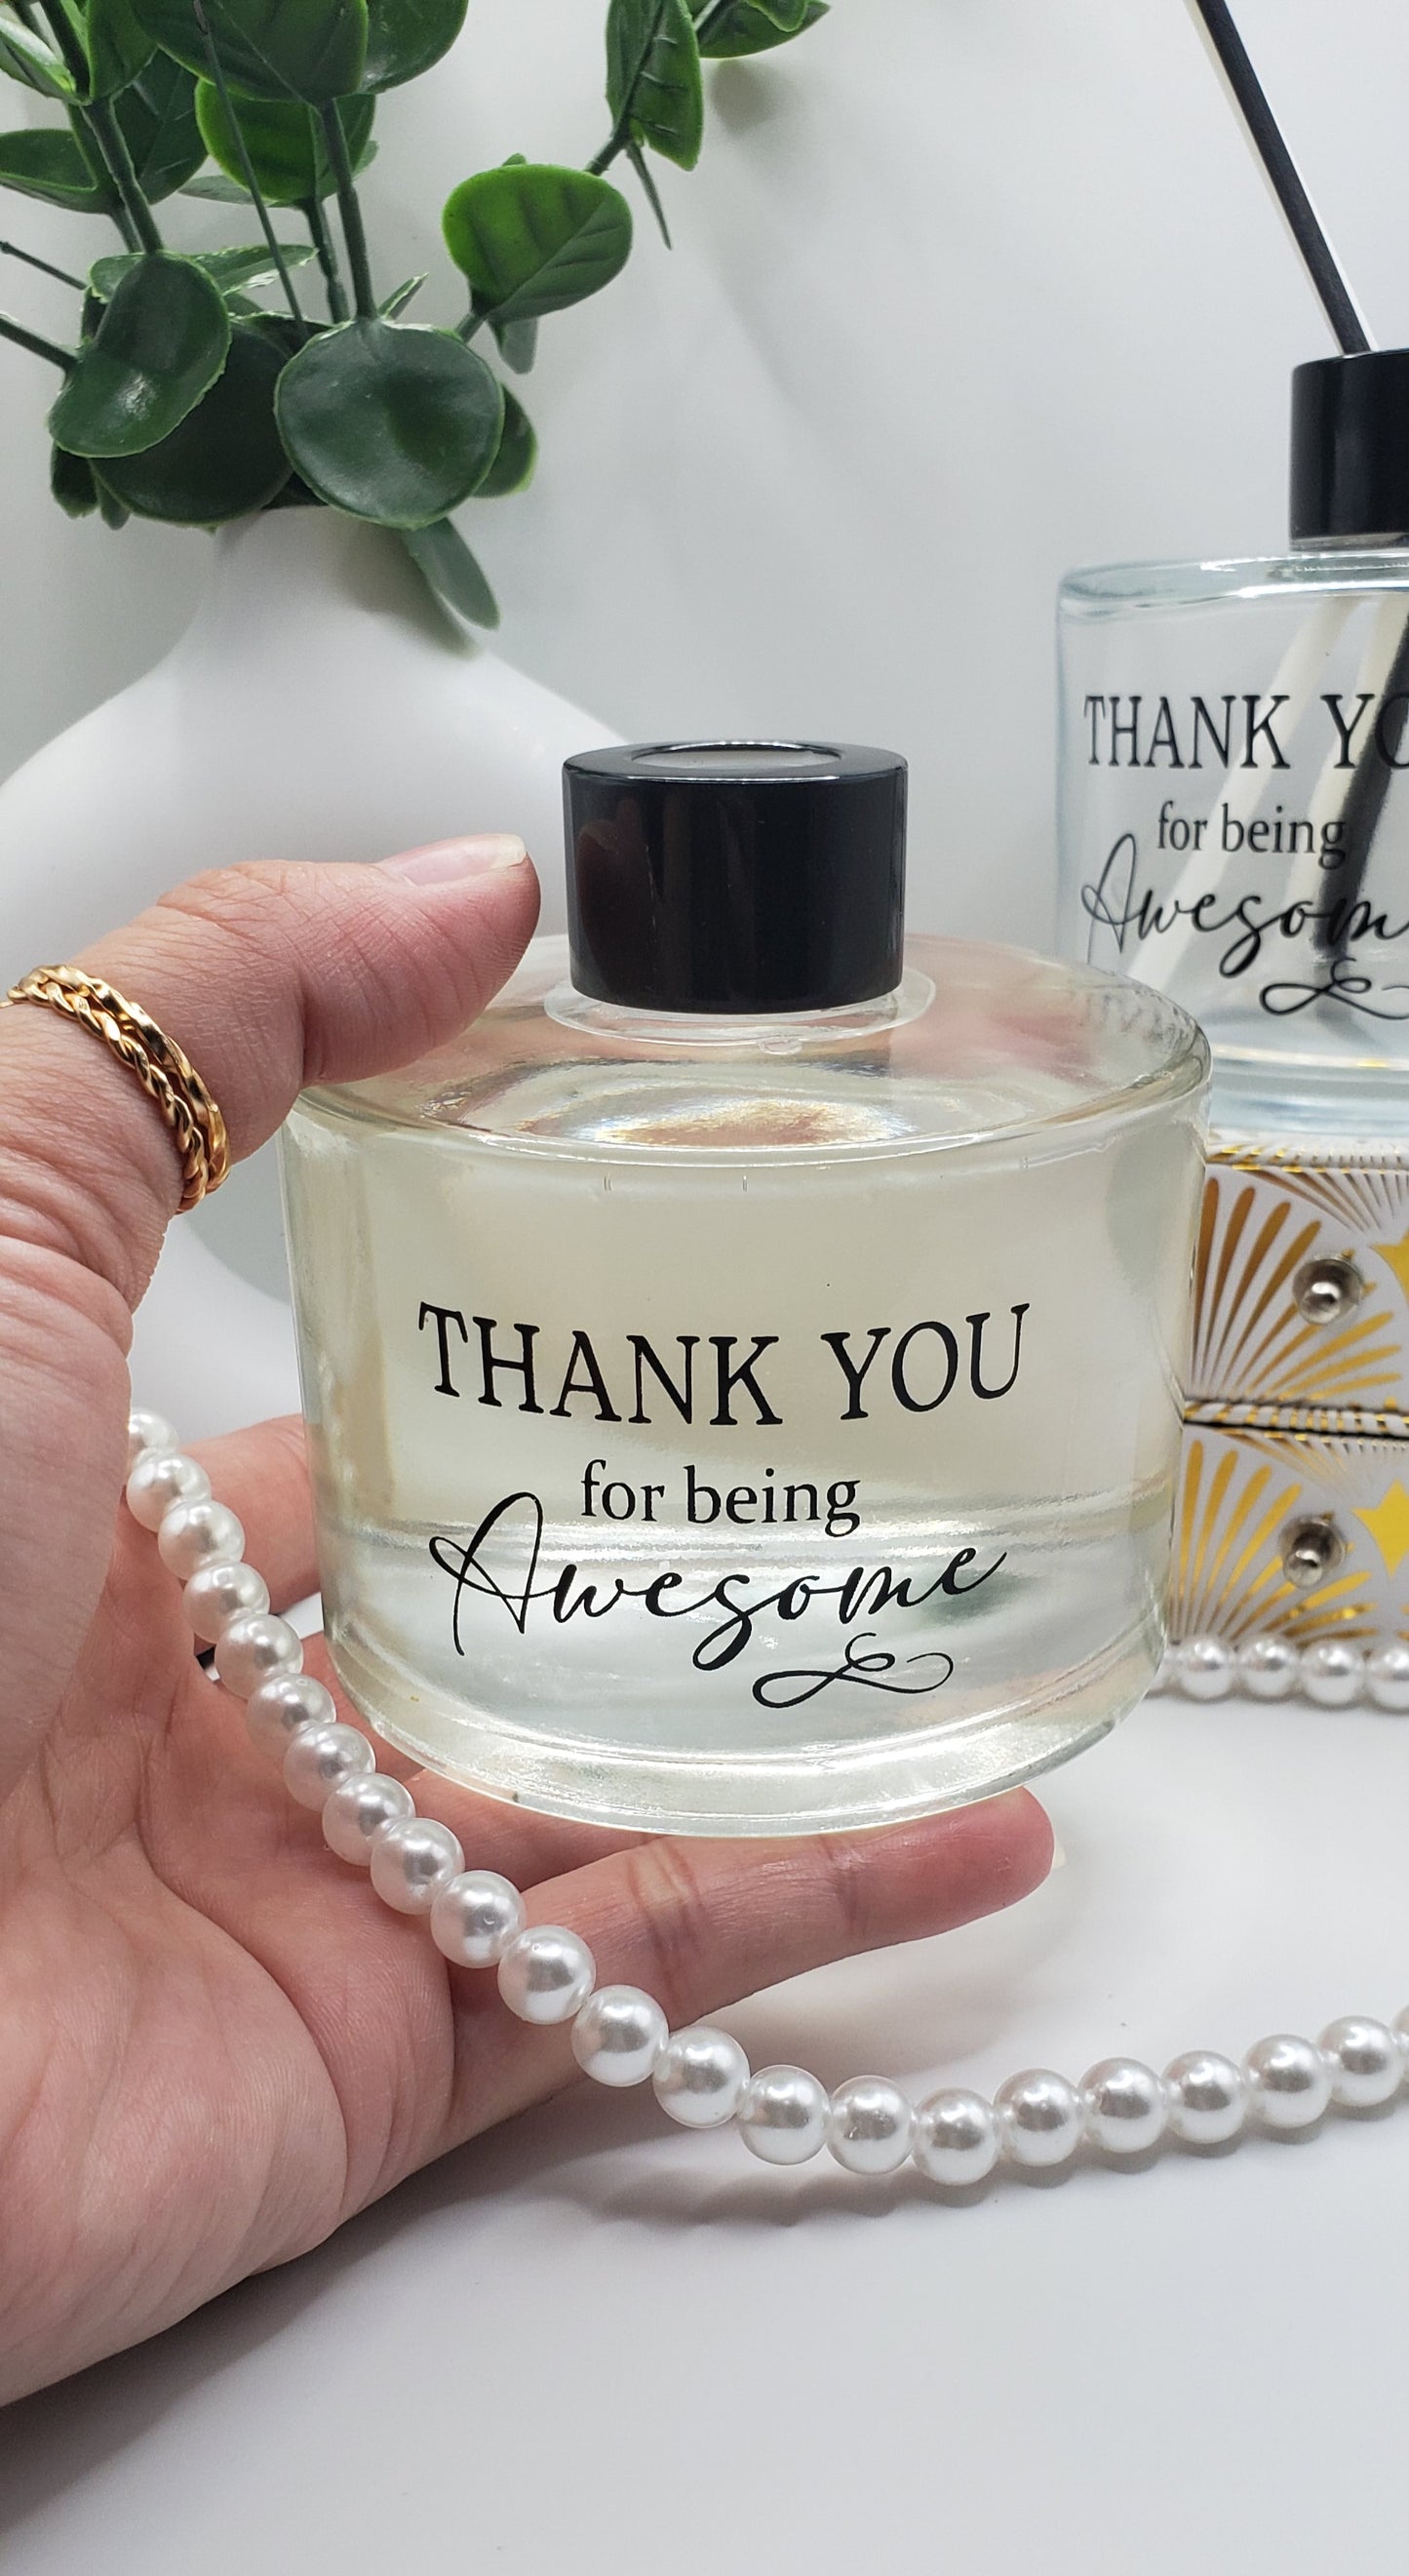 THANK YOU
for being
Awesome
THANK YO
for being
Awesom